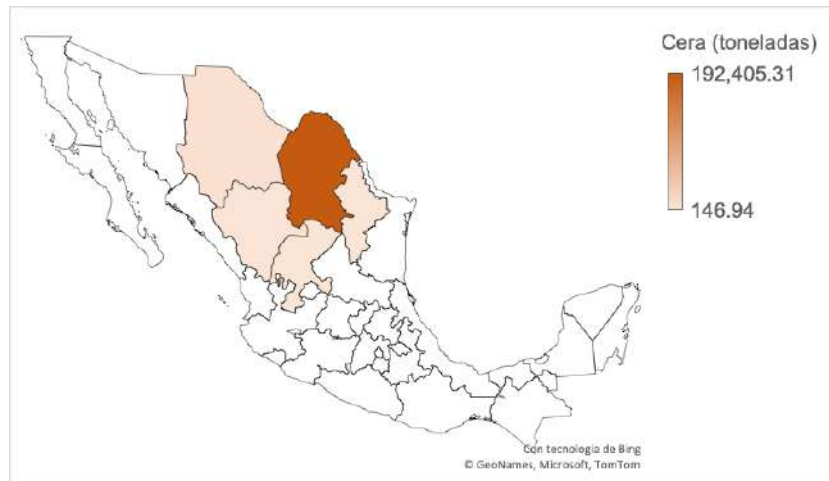 Cera (toneladas)
192,405.31
146.94
Con tecnología de Bing
© GeoNames, Microsoft, TomTom